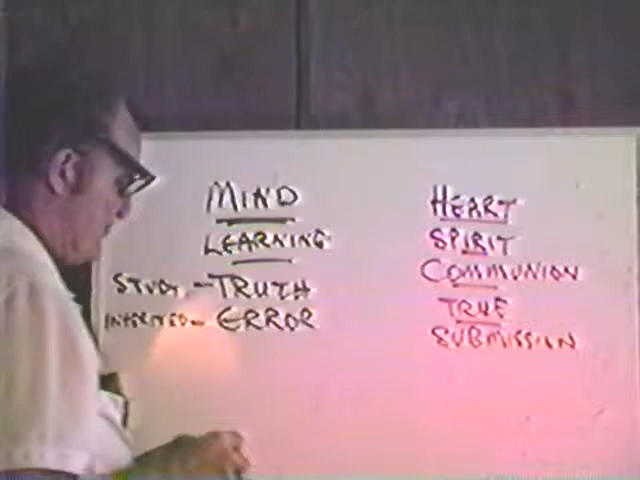 MIND
LEARNING
STUDY - TRUTH
INHERITED - ERROR
HEART
SPIRIT
COMMUNION
TRUE
SUBMISSION